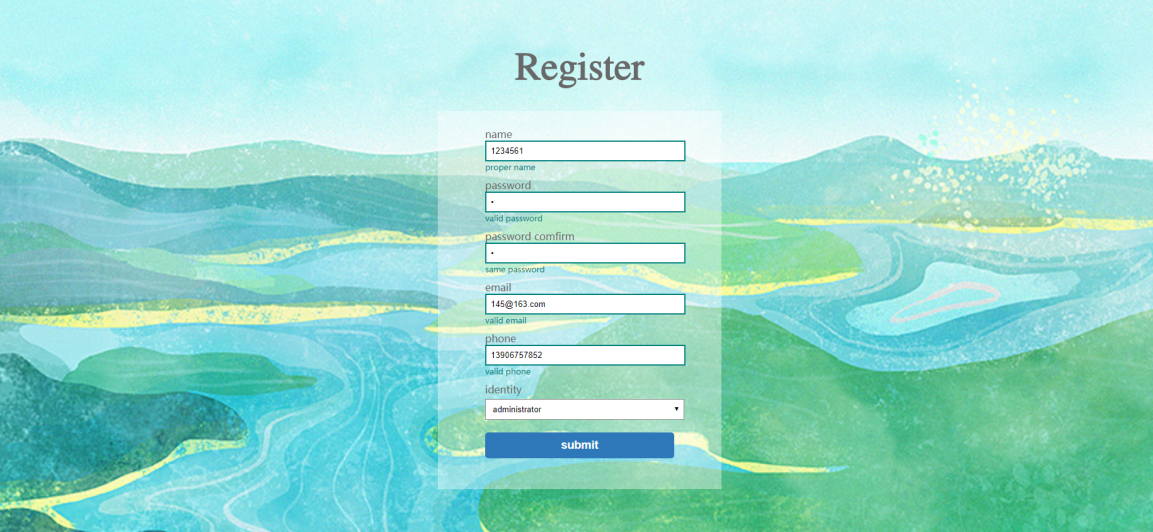 Register
name
1234561
proper name
password
•
valid password
password comfirm
•
same password
email
145@163.com
valid email
phone
13906757852
valid phone
identity
administrator
submit